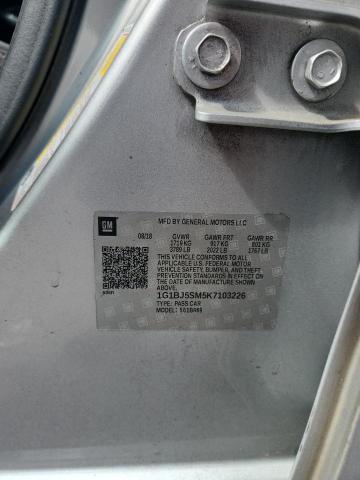 GM
MFD BY GENERAL MOTORS LLC
08/18 GVWR GAWR FRT GAWR RR
1719 KG 917 KG 801 KG
3789 LB 2022 LB 1767 LB
THIS VEHICLE CONFORMS TO ALL
APPLICABLE U.S. FEDERAL MOTOR
VEHICLE SAFETY, BUMPER, AND THEFT
PREVENTION STANDARDS IN EFFECT ON
THE DATE OF MANUFACTURE SHOWN ABOVE.
1G1BJ5SM5K7103226
TYPE: PASS CAR
MODEL: